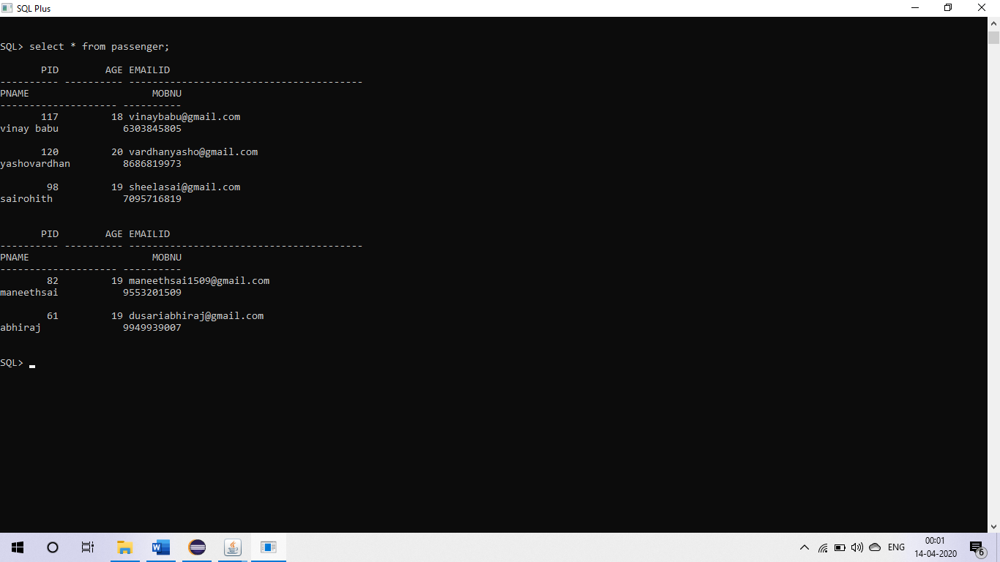 SQL Plus
SQL> select * from passenger;
       PID        AGE EMAILID
---------- ---------- ----------------------------------------
PNAME                     MOBNU
-------------------- ----------
       117         18 vinaybabu@gmail.com
vinay babu           6303845805
       120         20 vardhanyasho@gmail.com
yashovardhan         8686819973
        98         19 sheelasai@gmail.com
sairohith            7095716819
       PID        AGE EMAILID
---------- ---------- ----------------------------------------
PNAME                     MOBNU
-------------------- ----------
        82         19 maneethsai1509@gmail.com
maneethsai           9553201509
        61         19 dusariabhiraj@gmail.com
abhiraj              9949939007
SQL>
W
ENG
00:01
14-04-2020
6